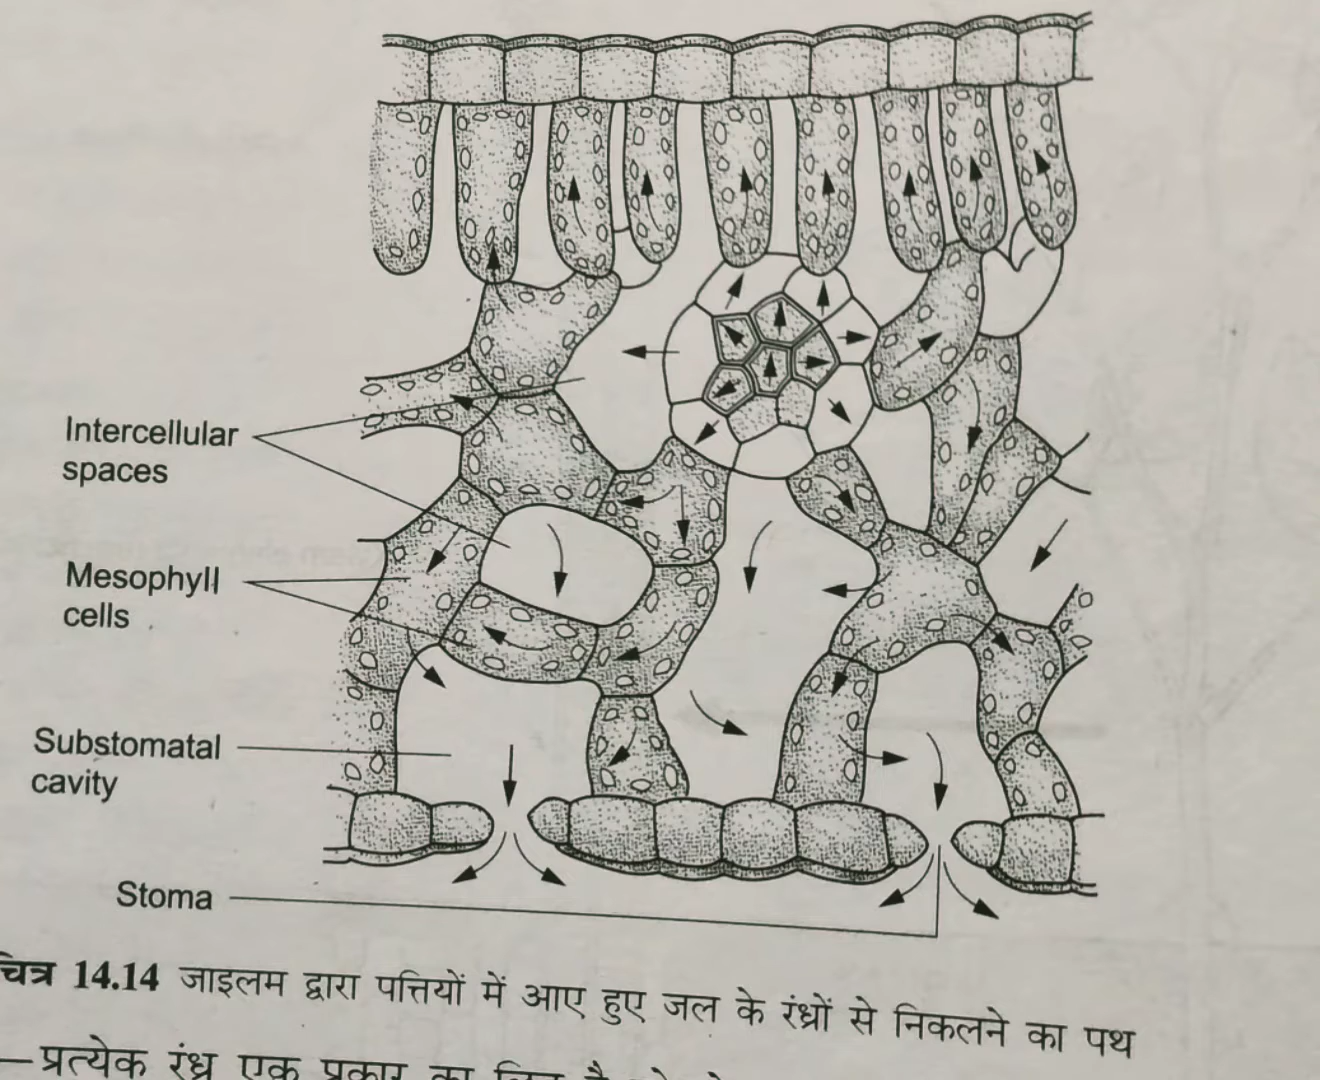 Intercellular
spaces
Mesophyll
cells
Substomatal
cavity
Stoma
चित्र 14.14 जाइलम द्वारा पत्तियों में आए हुए जल के रंध्रों से निकलने का पथ
—प्रत्येक रंध्र एक प्रकार का